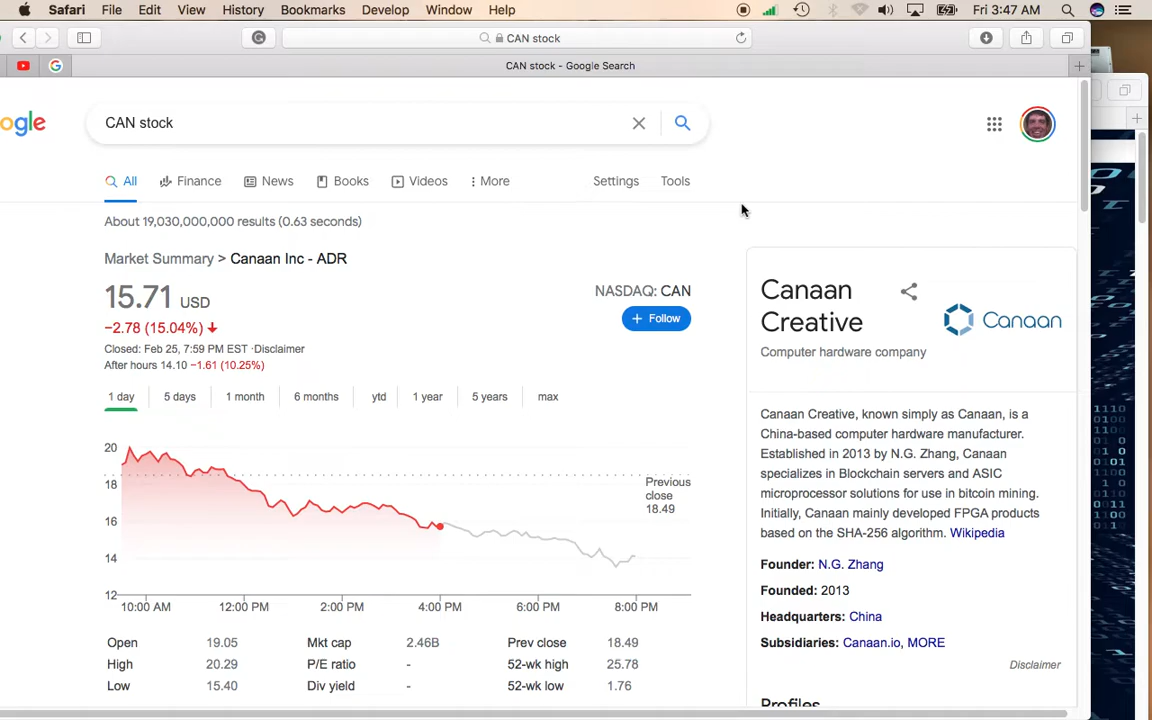 Safari File Edit View History Bookmarks Develop Window Help Fri 3:47 AM
CAN stock
CAN stock - Google Search
ogle
CAN stock
All Finance News Books Videos More Settings Tools
About 19,030,000,000 results (0.63 seconds)
Market Summary > Canaan Inc - ADR
15.71 USD
NASDAQ: CAN
+ Follow
−2.78 (15.04%)
Closed: Feb 25, 7:59 PM EST · Disclaimer
After hours 14.10 −1.61 (10.25%)
1 day 5 days 1 month 6 months ytd 1 year 5 years max
20
18
16
14
12
Previous
close
18.49
10:00 AM 12:00 PM 2:00 PM 4:00 PM 6:00 PM 8:00 PM
Open 19.05 Mkt cap 2.46B Prev close 18.49
High 20.29 P/E ratio - 52-wk high 25.78
Low 15.40 Div yield - 52-wk low 1.76
Canaan
Creative
Canaan
Computer hardware company
Canaan Creative, known simply as Canaan, is a
China-based computer hardware manufacturer.
Established in 2013 by N.G. Zhang, Canaan
specializes in Blockchain servers and ASIC
microprocessor solutions for use in bitcoin mining.
Initially, Canaan mainly developed FPGA products
based on the SHA-256 algorithm. Wikipedia
Founder: N.G. Zhang
Founded: 2013
Headquarters: China
Subsidiaries: Canaan.io, MORE
Disclaimer
Profiles